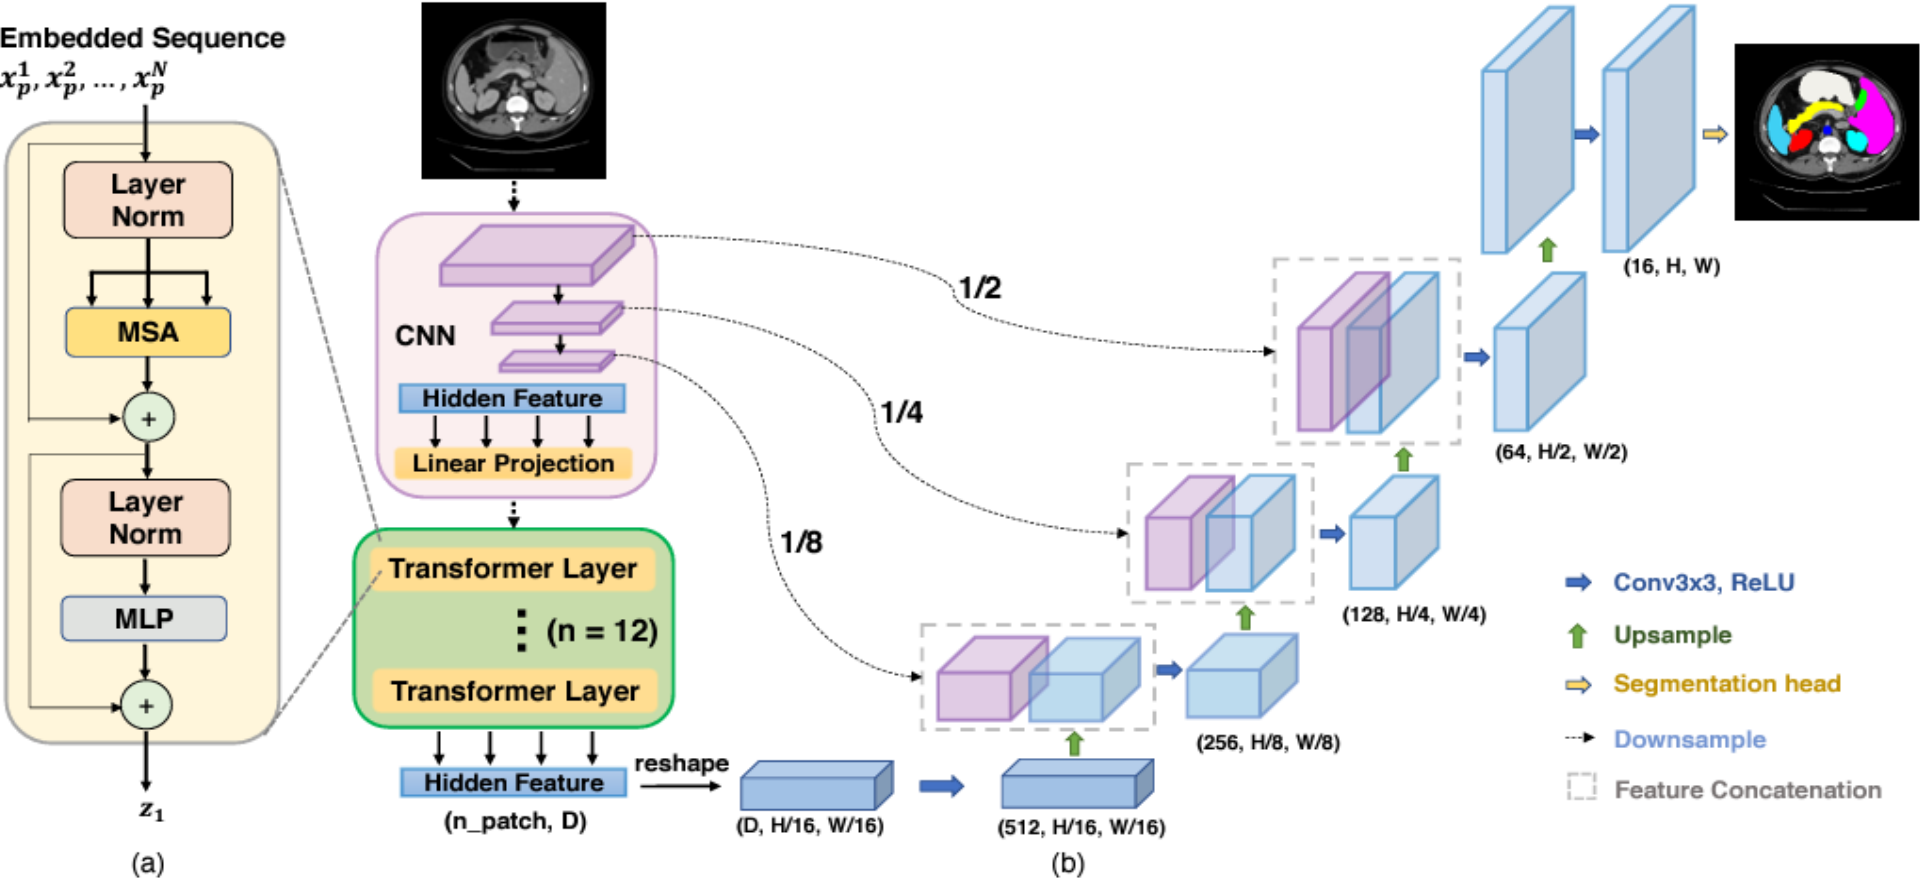 Embedded Sequence
x_p^1, x_p^2, ..., x_p^N
Layer
Norm
MSA
+
Layer
Norm
MLP
+
z_1
(a)
CNN
Hidden Feature
Linear Projection
Transformer Layer
(n = 12)
Transformer Layer
Hidden Feature
(n_patch, D)
reshape
(D, H/16, W/16)
(512, H/16, W/16)
(b)
1/2
1/4
1/8
(256, H/8, W/8)
(128, H/4, W/4)
(64, H/2, W/2)
(16, H, W)
Conv3x3, ReLU
Upsample
Segmentation head
Downsample
Feature Concatenation